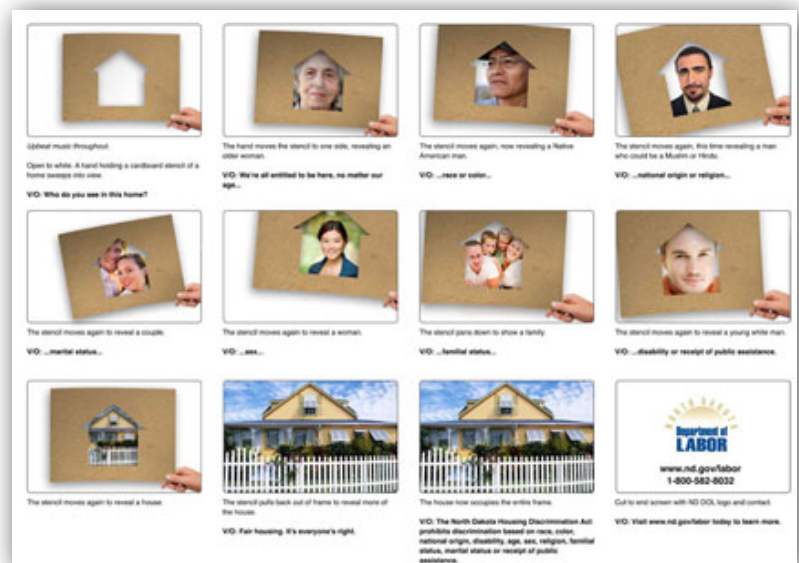 Upbeat music throughout.
Open to white. A hand holding a cardboard stencil of a
home sweeps into view.
V/O: Who do you see in this home?
The hand moves the stencil to one side, revealing an
older woman.
V/O: We're all entitled to be here, no matter our
age...
The stencil moves again, now revealing a Native
American man.
V/O: ...race or color...
The stencil moves again, this time revealing a man
who could be a Muslim or Hindu.
V/O: ...national origin or religion...
The stencil moves again to reveal a couple.
V/O: ...marital status...
The stencil moves again to reveal a woman.
V/O: ...sex...
The stencil pans down to show a family.
V/O: ...familial status...
The stencil moves again to reveal a young white man.
V/O: ...disability or receipt of public assistance.
The stencil moves again to reveal a house.
The stencil pulls back out of frame to reveal more of
the house.
V/O: Fair housing. It's everyone's right.
The house now occupies the entire frame.
V/O: The North Dakota Housing Discrimination Act
prohibits discrimination based on race, color,
national origin, disability, age, sex, religion, familial
status, marital status or receipt of public
assistance.
NORTH DAKOTA
Department of
LABOR
www.nd.gov/labor
1-800-582-8032
Cut to end screen with ND DOL logo and contact.
V/O: Visit www.nd.gov/labor today to learn more.